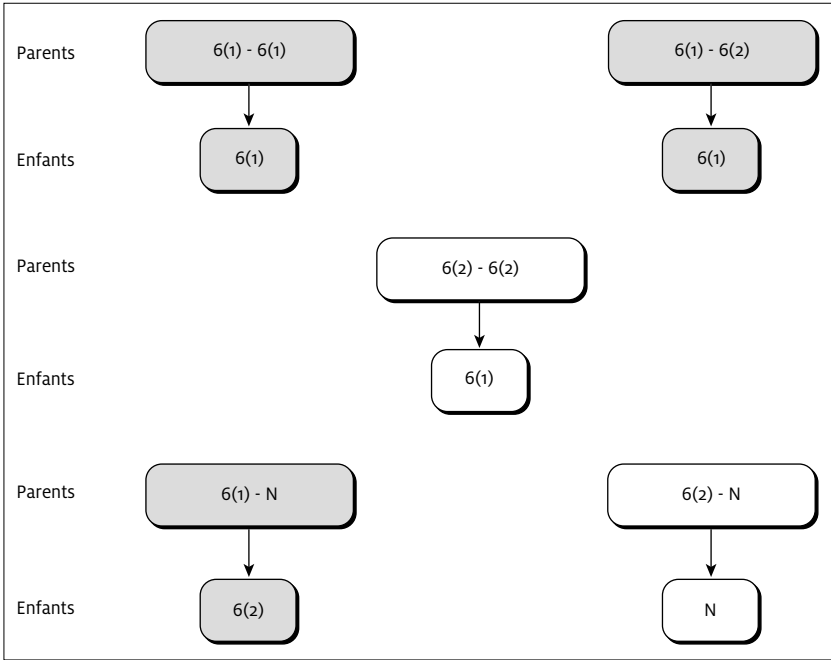 Parents 6(1) - 6(1) 6(1) - 6(2)
Enfants 6(1) 6(1)
Parents 6(2) - 6(2)
Enfants 6(1)
Parents 6(1) - N 6(2) - N
Enfants 6(2) N